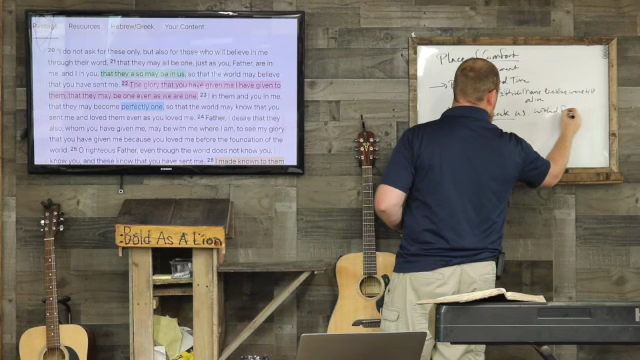 Resources Hebrew/Greek Your Content
20 "I do not ask for these only, but also for those who will believe in me
through their word, 21 that they may all be one, just as you, Father, are in
me, and I in you, that they also may be in us, so that the world may believe
that you have sent me. 22 The glory that you have given me I have given to
them, that they may be one even as we are one, 23 I in them and you in me,
that they may become perfectly one, so that the world may know that you
sent me and loved them even as you loved me. 24 Father, I desire that they
also, whom you have given me, may be with me where I am, to see my glory
that you have given me because you loved me before the foundation of the
world. 25 O righteous Father, even though the world does not know you,
know you, and these know that you have sent me. 26 I made known to them
Bold As A Lion
Place of Comfort
Time
us